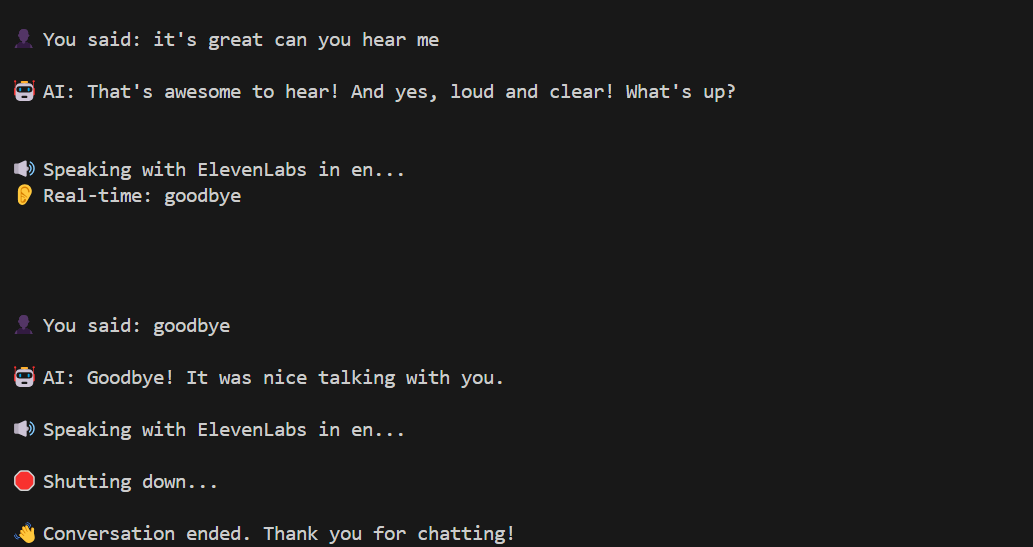 👤 You said: it's great can you hear me
🤖 AI: That's awesome to hear! And yes, loud and clear! What's up?
🔊 Speaking with ElevenLabs in en...
👂 Real-time: goodbye
👤 You said: goodbye
🤖 AI: Goodbye! It was nice talking with you.
🔊 Speaking with ElevenLabs in en...
🛑 Shutting down...
👋 Conversation ended. Thank you for chatting!